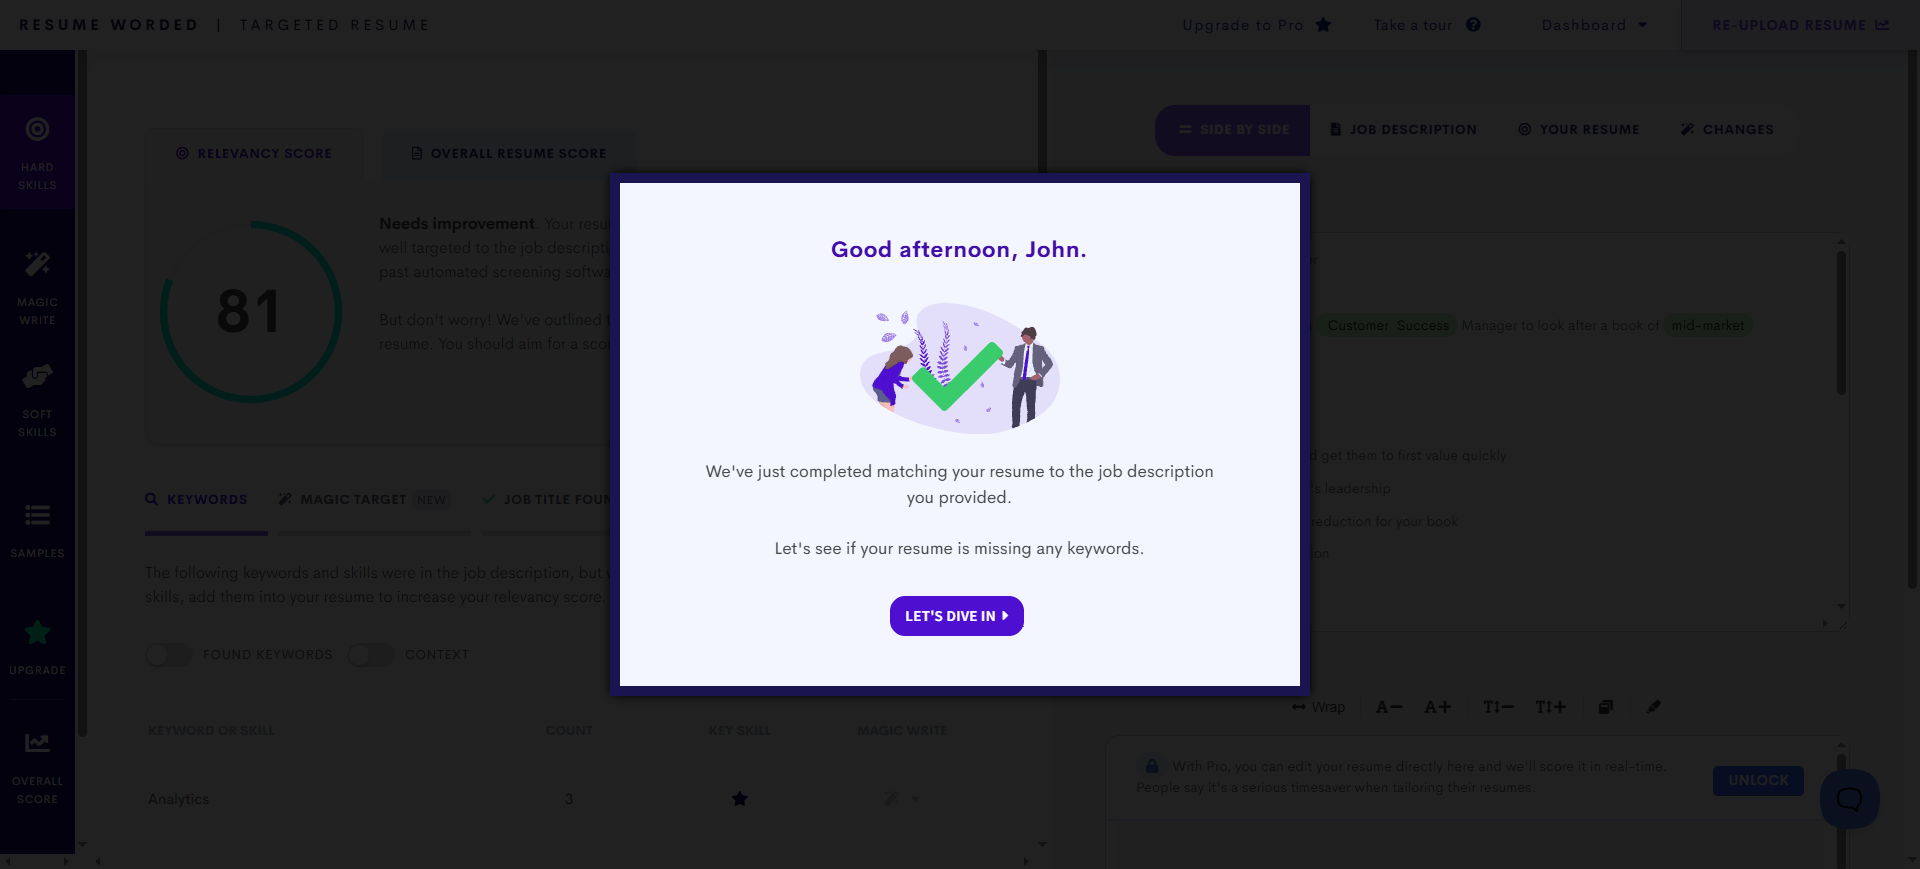 RESUME WORDED | TARGETED RESUME
Upgrade to Pro
Take a tour
Dashboard
RE-UPLOAD RESUME
HARD
SKILLS
MAGIC
WRITE
SOFT
SKILLS
SAMPLES
UPGRADE
OVERALL
SCORE
RELEVANCY SCORE
OVERALL RESUME SCORE
81
Needs improvement. Your
well targeted to the job
past automated screening
But don't worry! We've outlined
resume. You should aim for a
KEYWORDS
MAGIC TARGET NEW
JOB TITLE
The following keywords and skills were in the job description, but
skills, add them into your resume to increase your relevancy score.
FOUND KEYWORDS
CONTEXT
KEYWORD OR SKILL
COUNT
KEY SKILL
MAGIC WRITE
Analytics
3
Good afternoon, John.
We've just completed matching your resume to the job description
you provided.
Let's see if your resume is missing any keywords.
LET'S DIVE IN
SIDE BY SIDE
JOB DESCRIPTION
YOUR RESUME
CHANGES
Customer Success Manager to look after a book of mid-market
get them to first value quickly
leadership
reduction for your book
Wrap
A
A
T
T
With Pro, you can edit your resume directly here and we'll score it in real-time.
People say it's a serious timesaver when tailoring their resumes.
UNLOCK